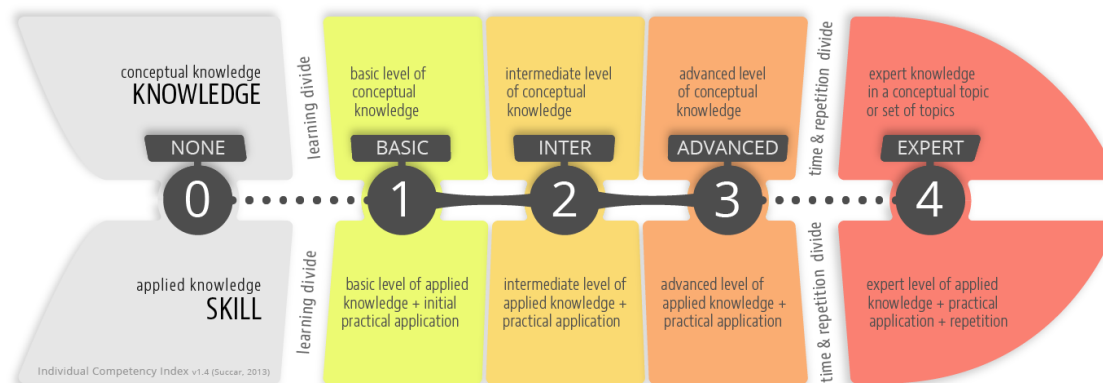 conceptual knowledge
KNOWLEDGE
NONE
0
applied knowledge
SKILL
learning divide
learning divide
basic level of
conceptual
knowledge
BASIC
1
basic level of applied
knowledge + initial
practical application
intermediate level
of conceptual
knowledge
INTER
2
intermediate level of
applied knowledge +
practical application
advanced level
of conceptual
knowledge
ADVANCED
3
advanced level of
applied knowledge +
practical application
time & repetition divide
time & repetition divide
expert knowledge
in a conceptual topic
or set of topics
EXPERT
4
expert level of applied
knowledge + practical
application + repetition
Individual Competency Index v1.4 (Succar, 2013)